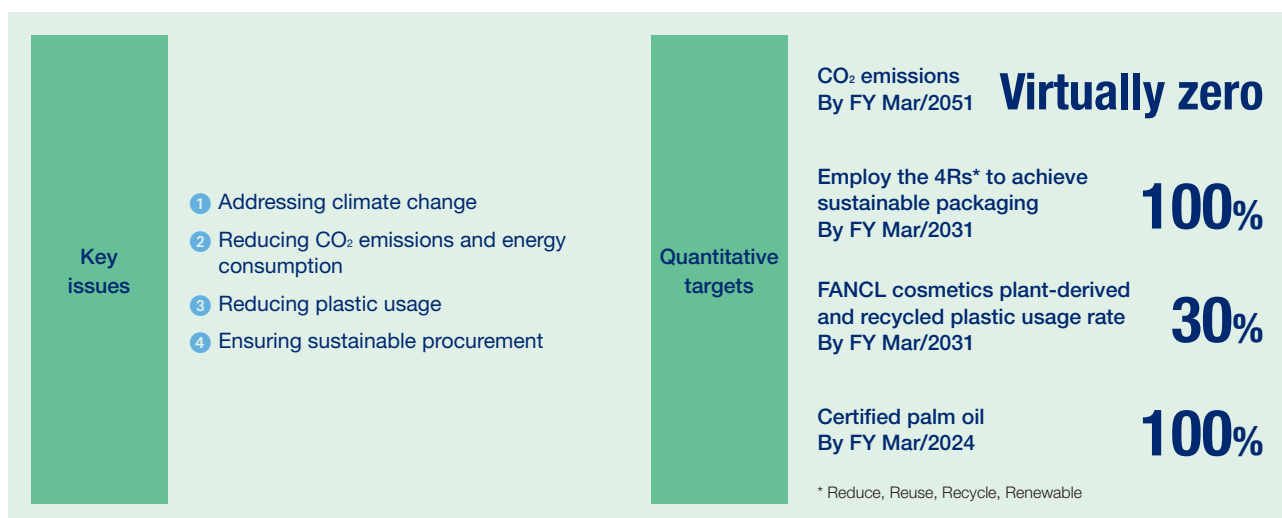 Key
issues
1 Addressing climate change
2 Reducing CO₂ emissions and energy
consumption
3 Reducing plastic usage
4 Ensuring sustainable procurement
Quantitative
targets
CO₂ emissions
By FY Mar/2051
Virtually zero
Employ the 4Rs* to achieve
sustainable packaging
By FY Mar/2031
100%
FANCL cosmetics plant-derived
and recycled plastic usage rate
By FY Mar/2031
30%
Certified palm oil
By FY Mar/2024
100%
* Reduce, Reuse, Recycle, Renewable